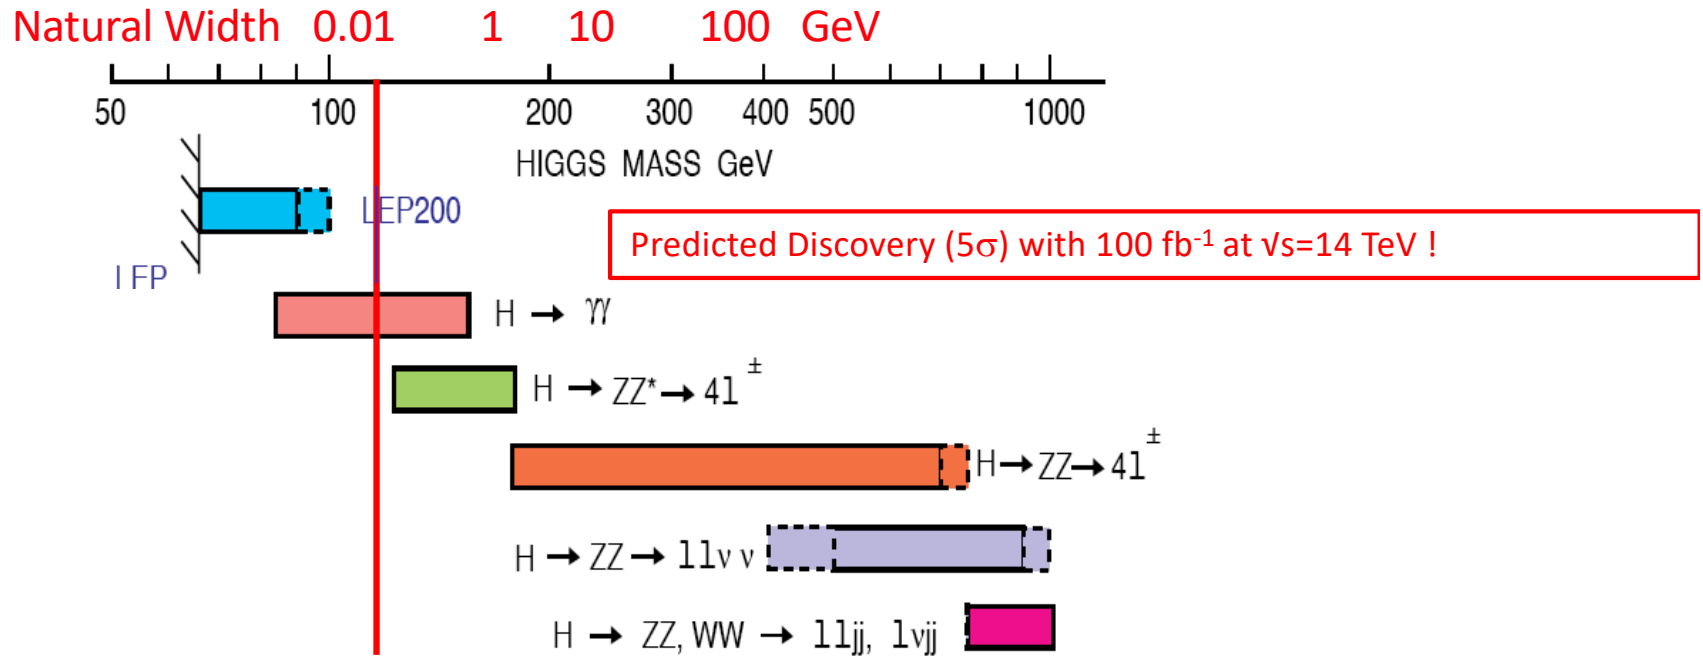 Natural Width 0.01 1 10 100 GeV
50 100 200 300 400 500 1000
HIGGS MASS GeV
LEP200
Predicted Discovery (5σ) with 100 fb-1 at √s=14 TeV !
LEP
H → γγ
H → ZZ* → 4l ±
H → ZZ → 4l ±
H → ZZ → llν ν
H → ZZ, WW → lljj, lνjj